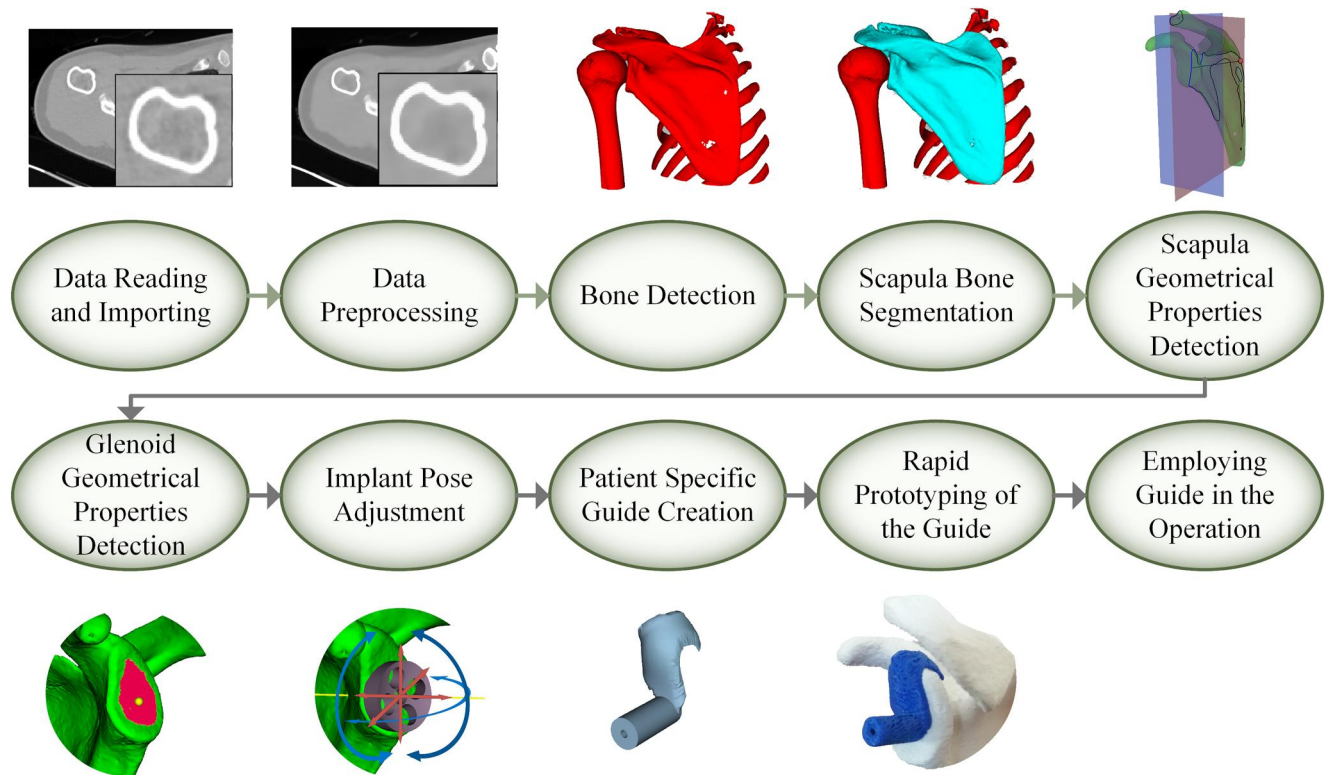 Data Reading
and Importing
Data
Preprocessing
Bone Detection
Scapula Bone
Segmentation
Scapula
Geometrical
Properties
Detection
Glenoid
Geometrical
Properties
Detection
Implant Pose
Adjustment
Patient Specific
Guide Creation
Rapid
Prototyping of
the Guide
Employing
Guide in the
Operation